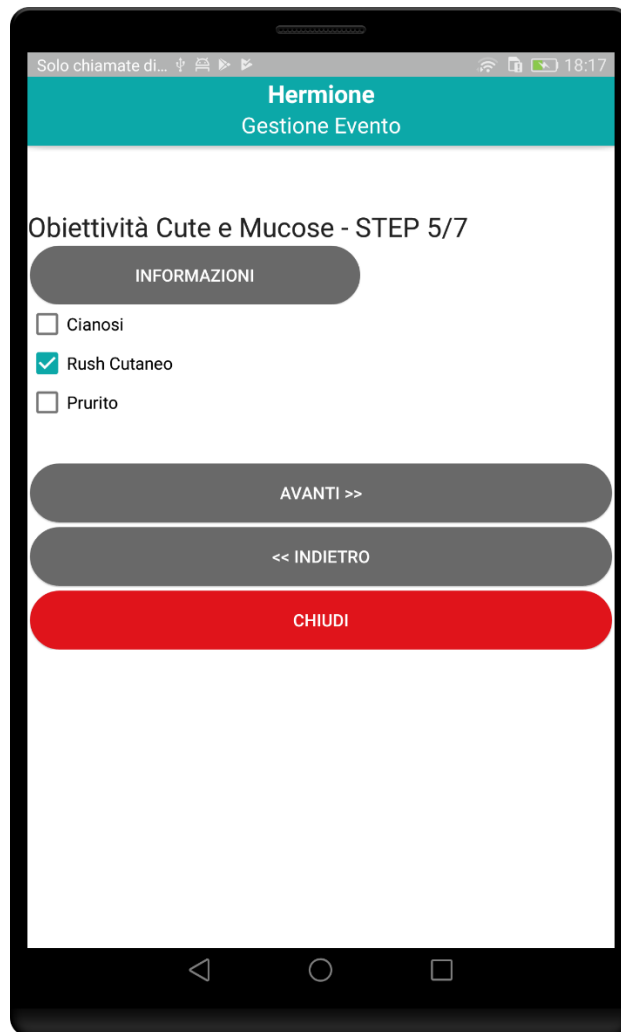 Solo chiamate di... 18:17
Hermione
Gestione Evento
Obiettività Cute e Mucose - STEP 5/7
INFORMAZIONI
Cianosi
Rush Cutaneo
Prurito
AVANTI >>
<< INDIETRO
CHIUDI